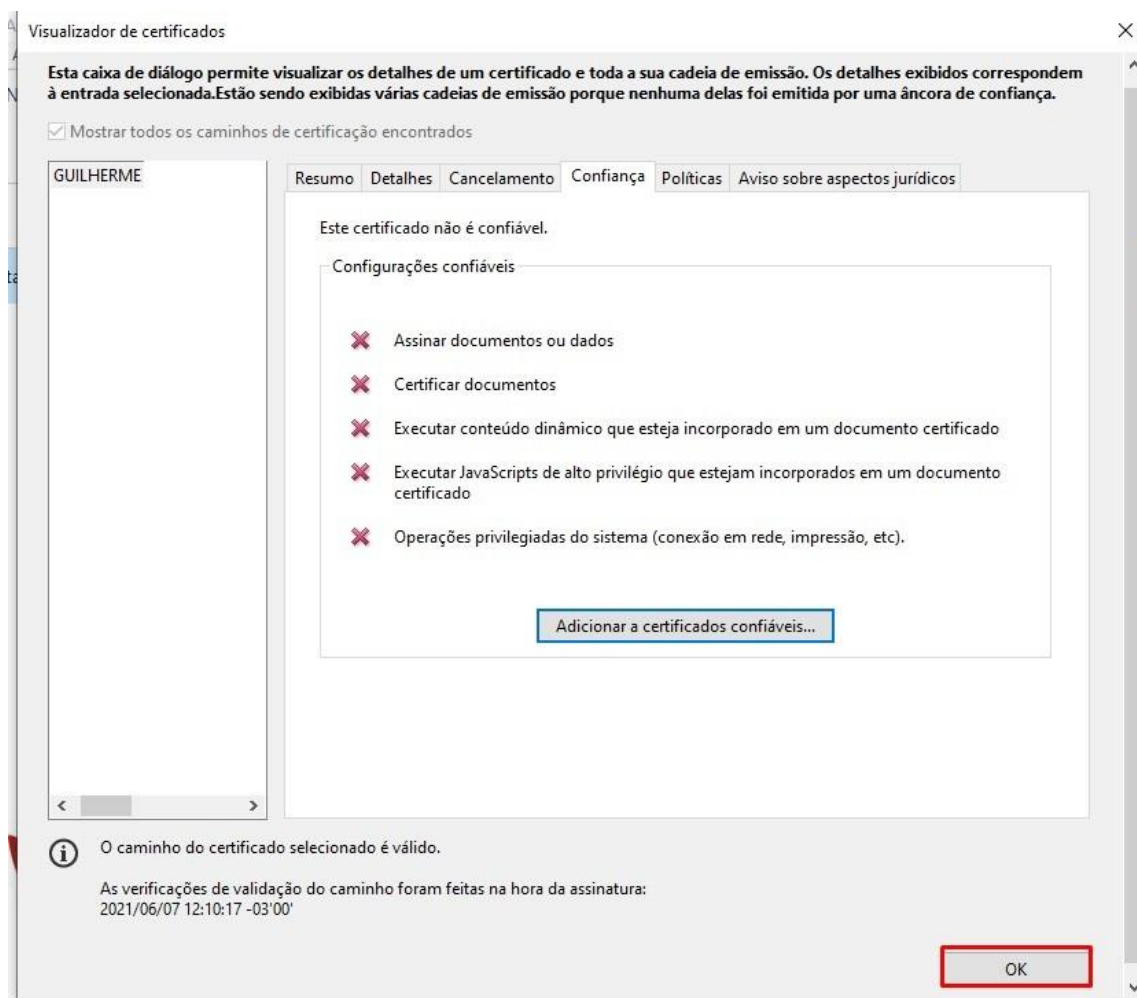 Visualizador de certificados
Esta caixa de diálogo permite visualizar os detalhes de um certificado e toda a sua cadeia de emissão. Os detalhes exibidos correspondem
à entrada selecionada.Estão sendo exibidas várias cadeias de emissão porque nenhuma delas foi emitida por uma âncora de confiança.
Mostrar todos os caminhos de certificação encontrados
GUILHERME
Resumo Detalhes Cancelamento Confiança Políticas Aviso sobre aspectos jurídicos
Este certificado não é confiável.
Configurações confiáveis
Assinar documentos ou dados
Certificar documentos
Executar conteúdo dinâmico que esteja incorporado em um documento certificado
Executar JavaScripts de alto privilégio que estejam incorporados em um documento
certificado
Operações privilegiadas do sistema (conexão em rede, impressão, etc).
Adicionar a certificados confiáveis...
O caminho do certificado selecionado é válido.
As verificações de validação do caminho foram feitas na hora da assinatura:
2021/06/07 12:10:17 -03'00'
OK